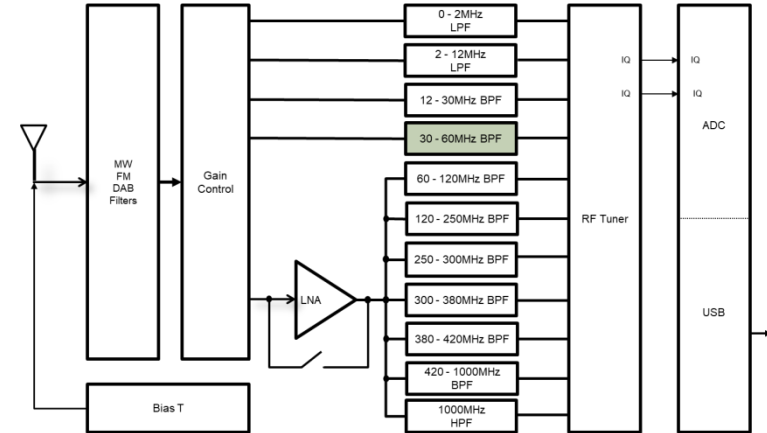 0 - 2MHz
LPF
2 - 12MHz
LPF
12 - 30MHz BPF
30 - 60MHz BPF
60 - 120MHz BPF
120 - 250MHz BPF
250 - 300MHz BPF
300 - 380MHz BPF
380 - 420MHz BPF
420 - 1000MHz
BPF
1000MHz
HPF
MW
FM
DAB
Filters
Gain
Control
LNA
Bias T
RF Tuner
IQ
IQ
IQ
IQ
ADC
USB